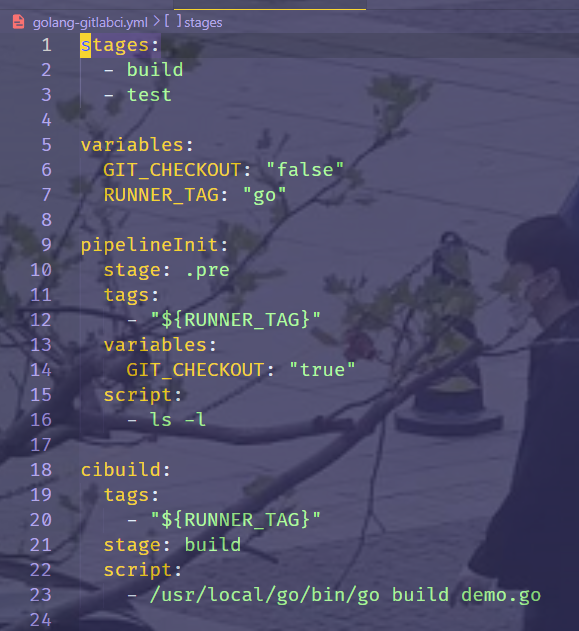 golang-gitlabci.yml > [ ] stages
1 stages:
2   - build
3   - test
4
5 variables:
6   GIT_CHECKOUT: "false"
7   RUNNER_TAG: "go"
8
9 pipelineInit:
10   stage: .pre
11   tags:
12     - "${RUNNER_TAG}"
13   variables:
14     GIT_CHECKOUT: "true"
15   script:
16     - ls -l
17
18 cibuild:
19   tags:
20     - "${RUNNER_TAG}"
21   stage: build
22   script:
23     - /usr/local/go/bin/go build demo.go
24